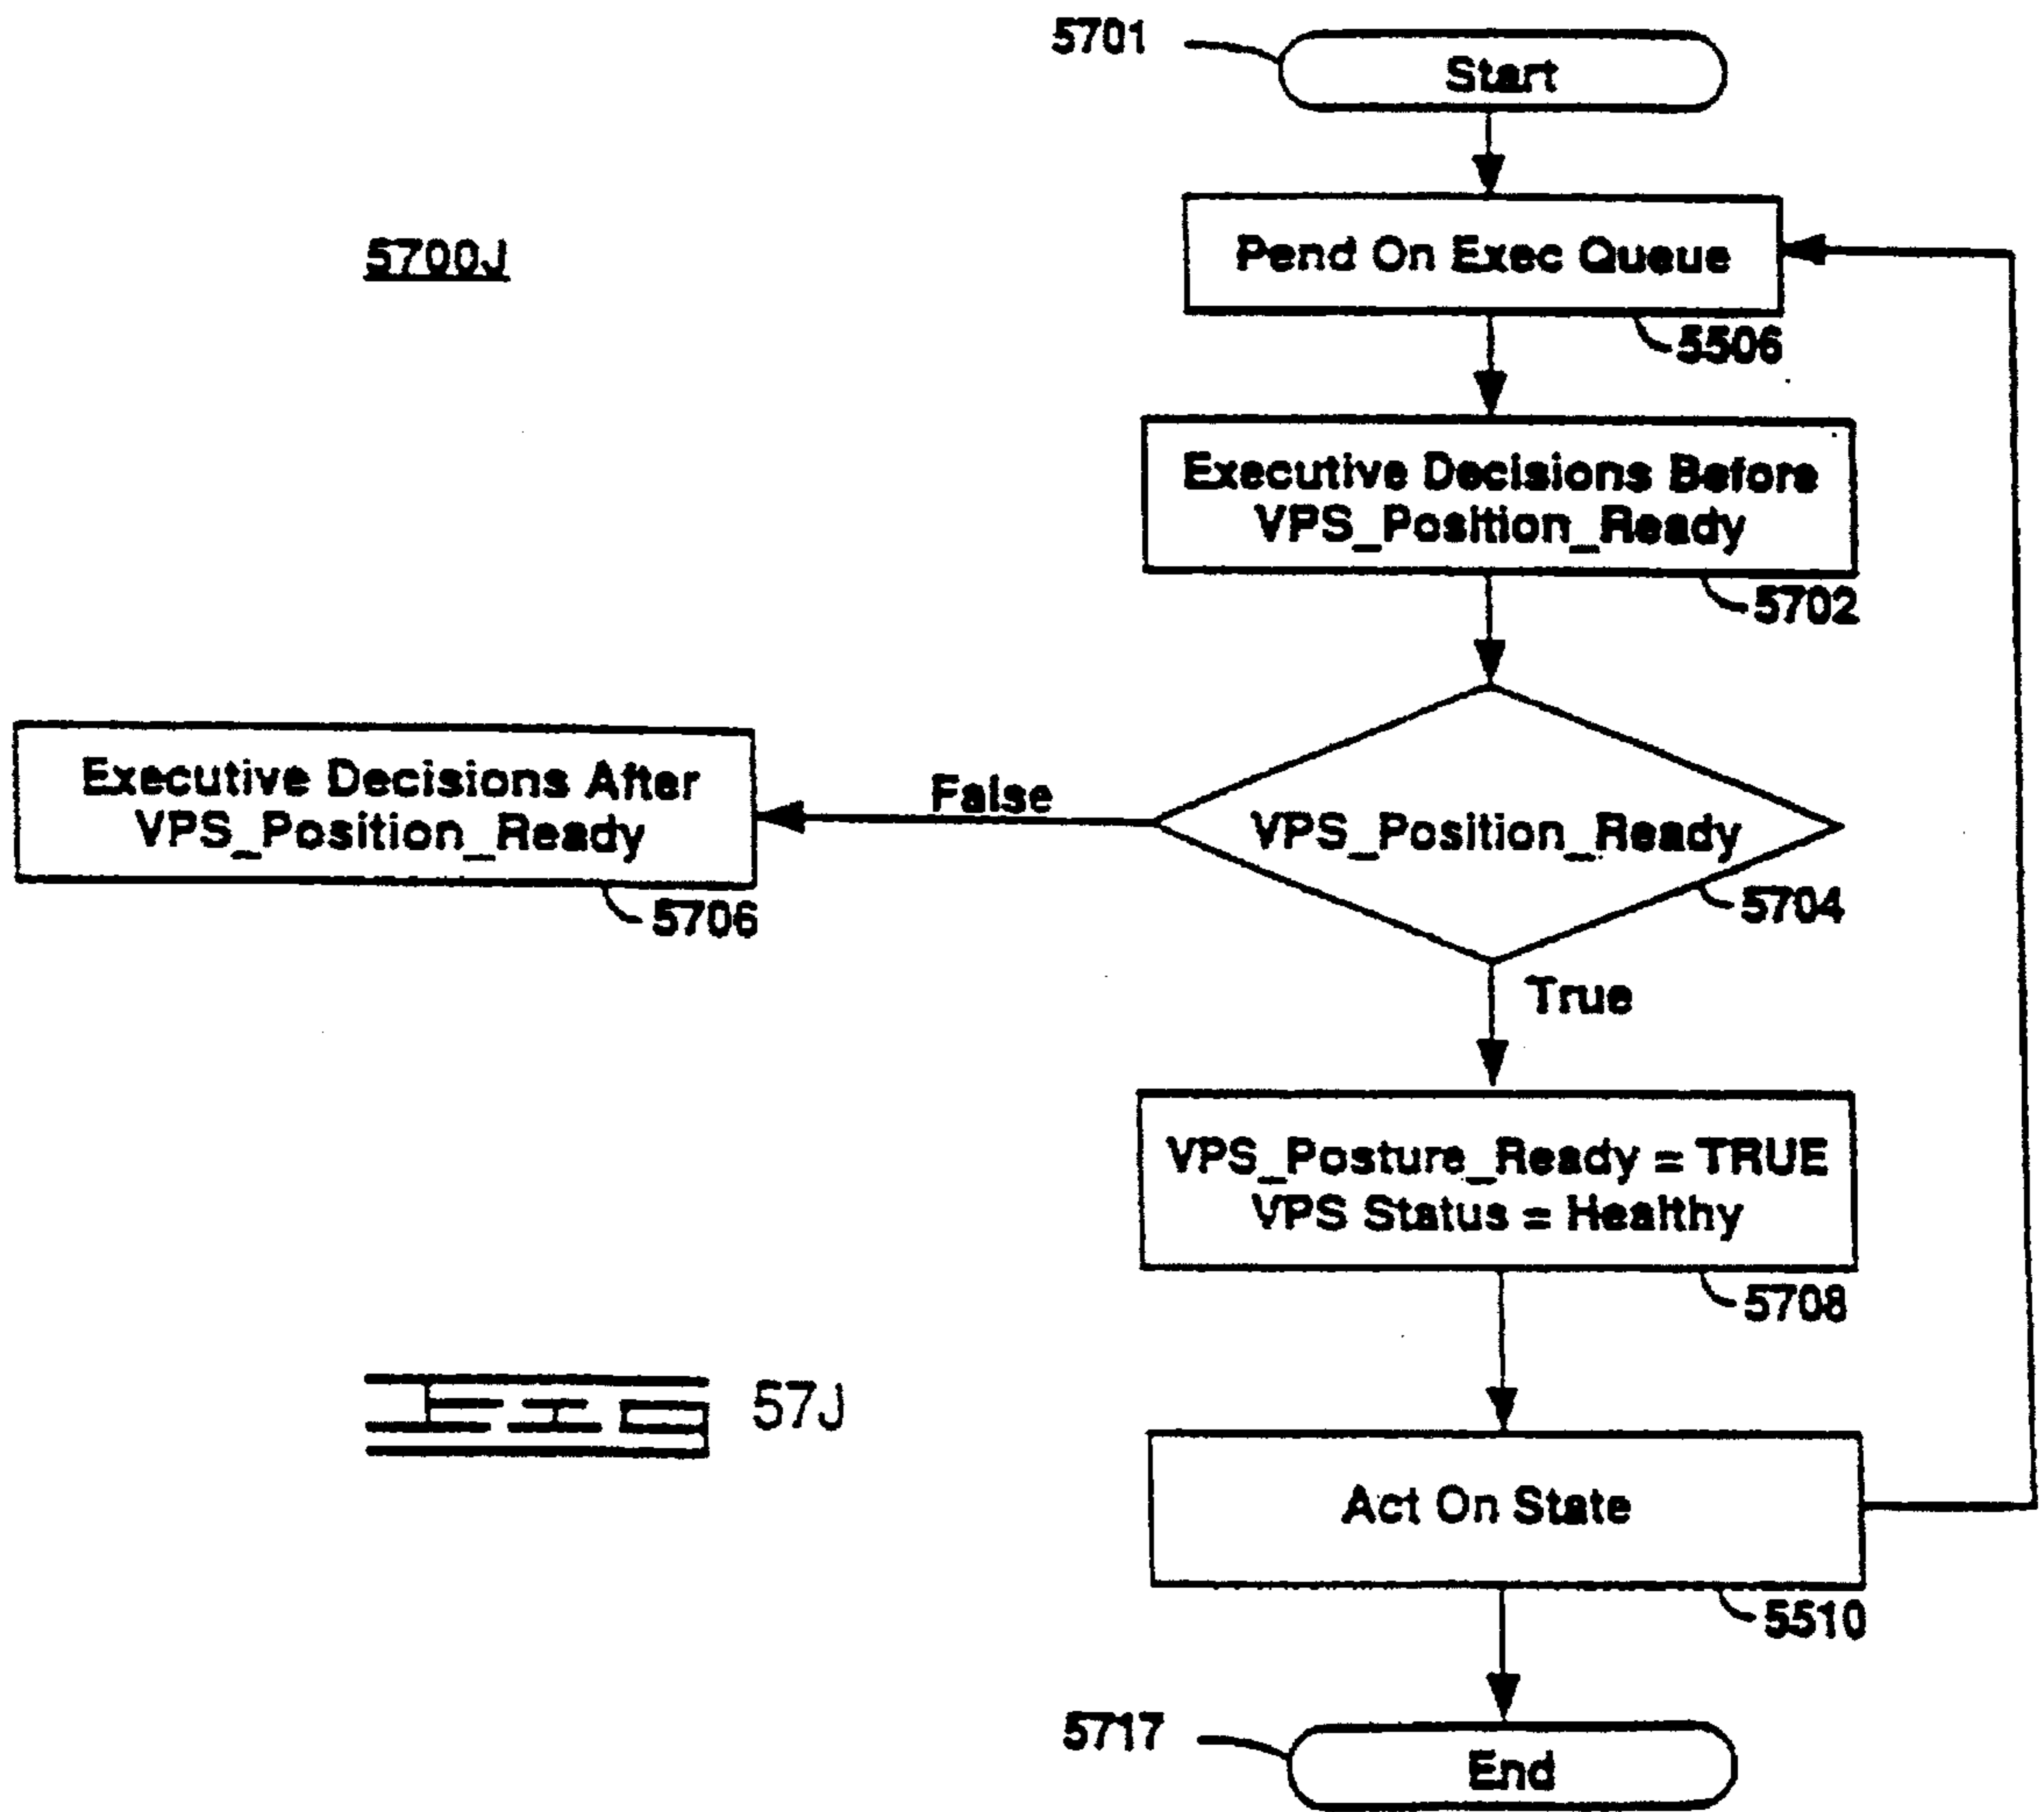 5701
Start
5700J
Pend On Exec Queue
5506
Executive Decisions Before
VPS_Position_Ready
5702
Executive Decisions After
VPS_Position_Ready
5706
False
VPS_Position_Ready
5704
True
VPS_Posture_Ready = TRUE
VPS Status = Healthy
5708
FIG 57J
Act On State
5510
5717
End